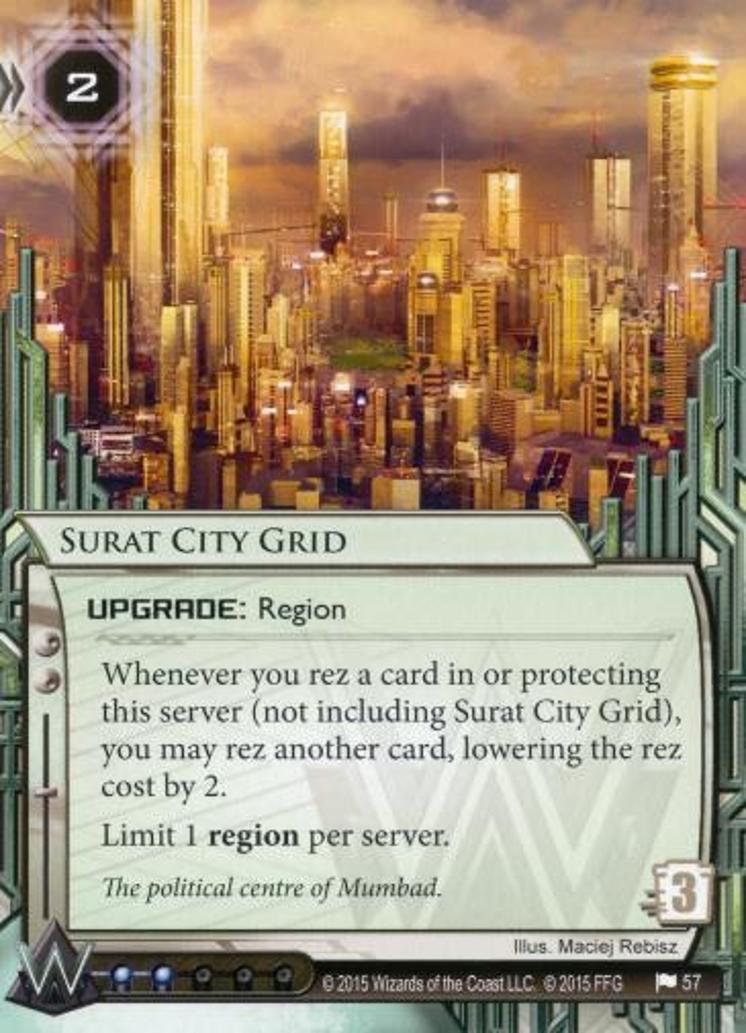 2
SURAT CITY GRID
UPGRADE: Region
Whenever you rez a card in or protecting
this server (not including Surat City Grid),
you may rez another card, lowering the rez
cost by 2.
Limit 1 region per server.
The political centre of Mumbad.
3
Illus. Maciej Rebisz
W
© 2015 Wizards of the Coast LLC. © 2015 FFG 57